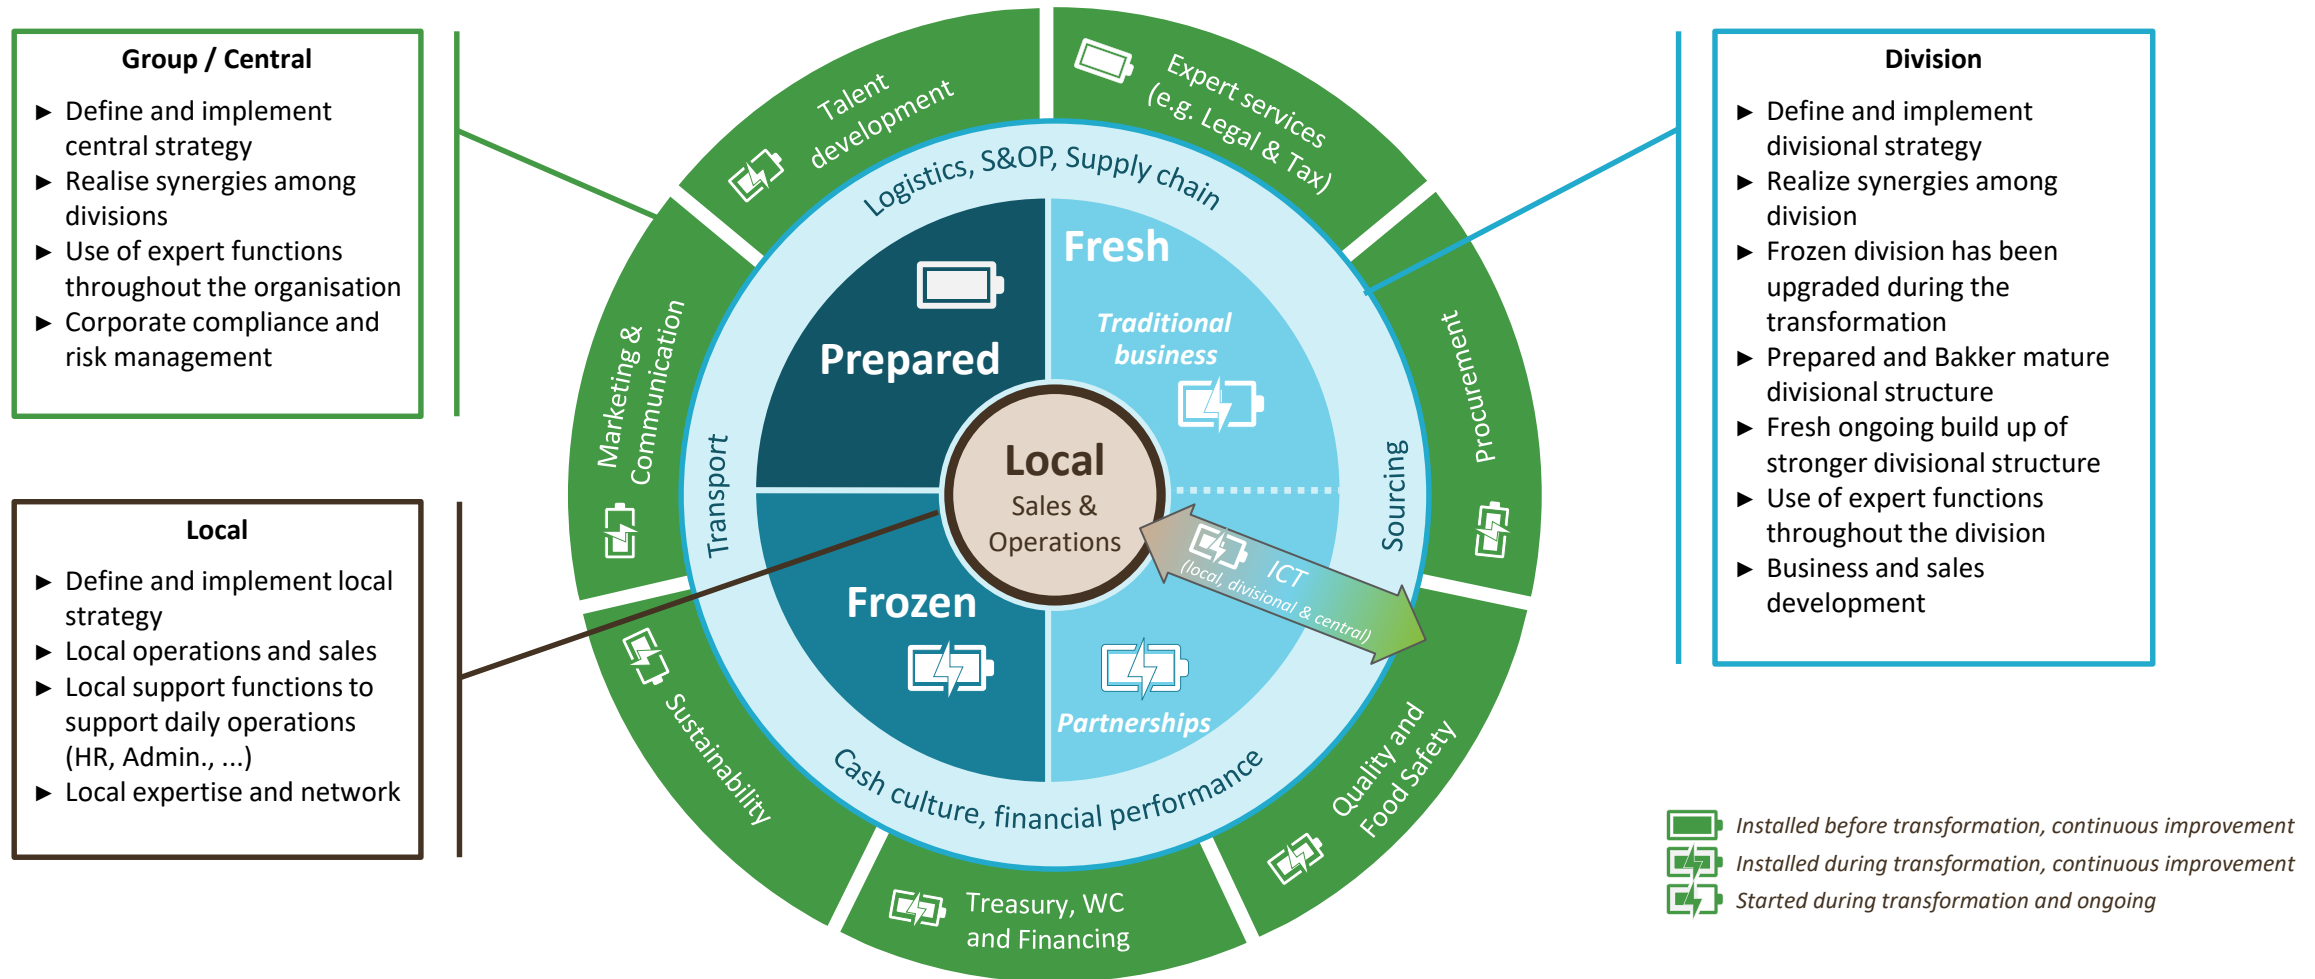 Group / Central
► Define and implement
central strategy
► Realise synergies among
divisions
► Use of expert functions
throughout the organisation
► Corporate compliance and
risk management
Local
► Define and implement local
strategy
► Local operations and sales
► Local support functions to
support daily operations
(HR, Admin., ...)
► Local expertise and network
Talent
development
Expert services
(e.g. Legal & Tax)
Procurement
Quality and
Food Safety
Treasury, WC
and Financing
Sustainability
Marketing &
Communication
Logistics, S&OP, Supply chain
Sourcing
Cash culture, financial performance
Transport
Prepared
Fresh
Traditional
business
Frozen
Partnerships
Local
Sales &
Operations
ICT
(local, divisional & central)
Division
► Define and implement
divisional strategy
► Realize synergies among
division
► Frozen division has been
upgraded during the
transformation
► Prepared and Bakker mature
divisional structure
► Fresh ongoing build up of
stronger divisional structure
► Use of expert functions
throughout the division
► Business and sales
development
Installed before transformation, continuous improvement
Installed during transformation, continuous improvement
Started during transformation and ongoing